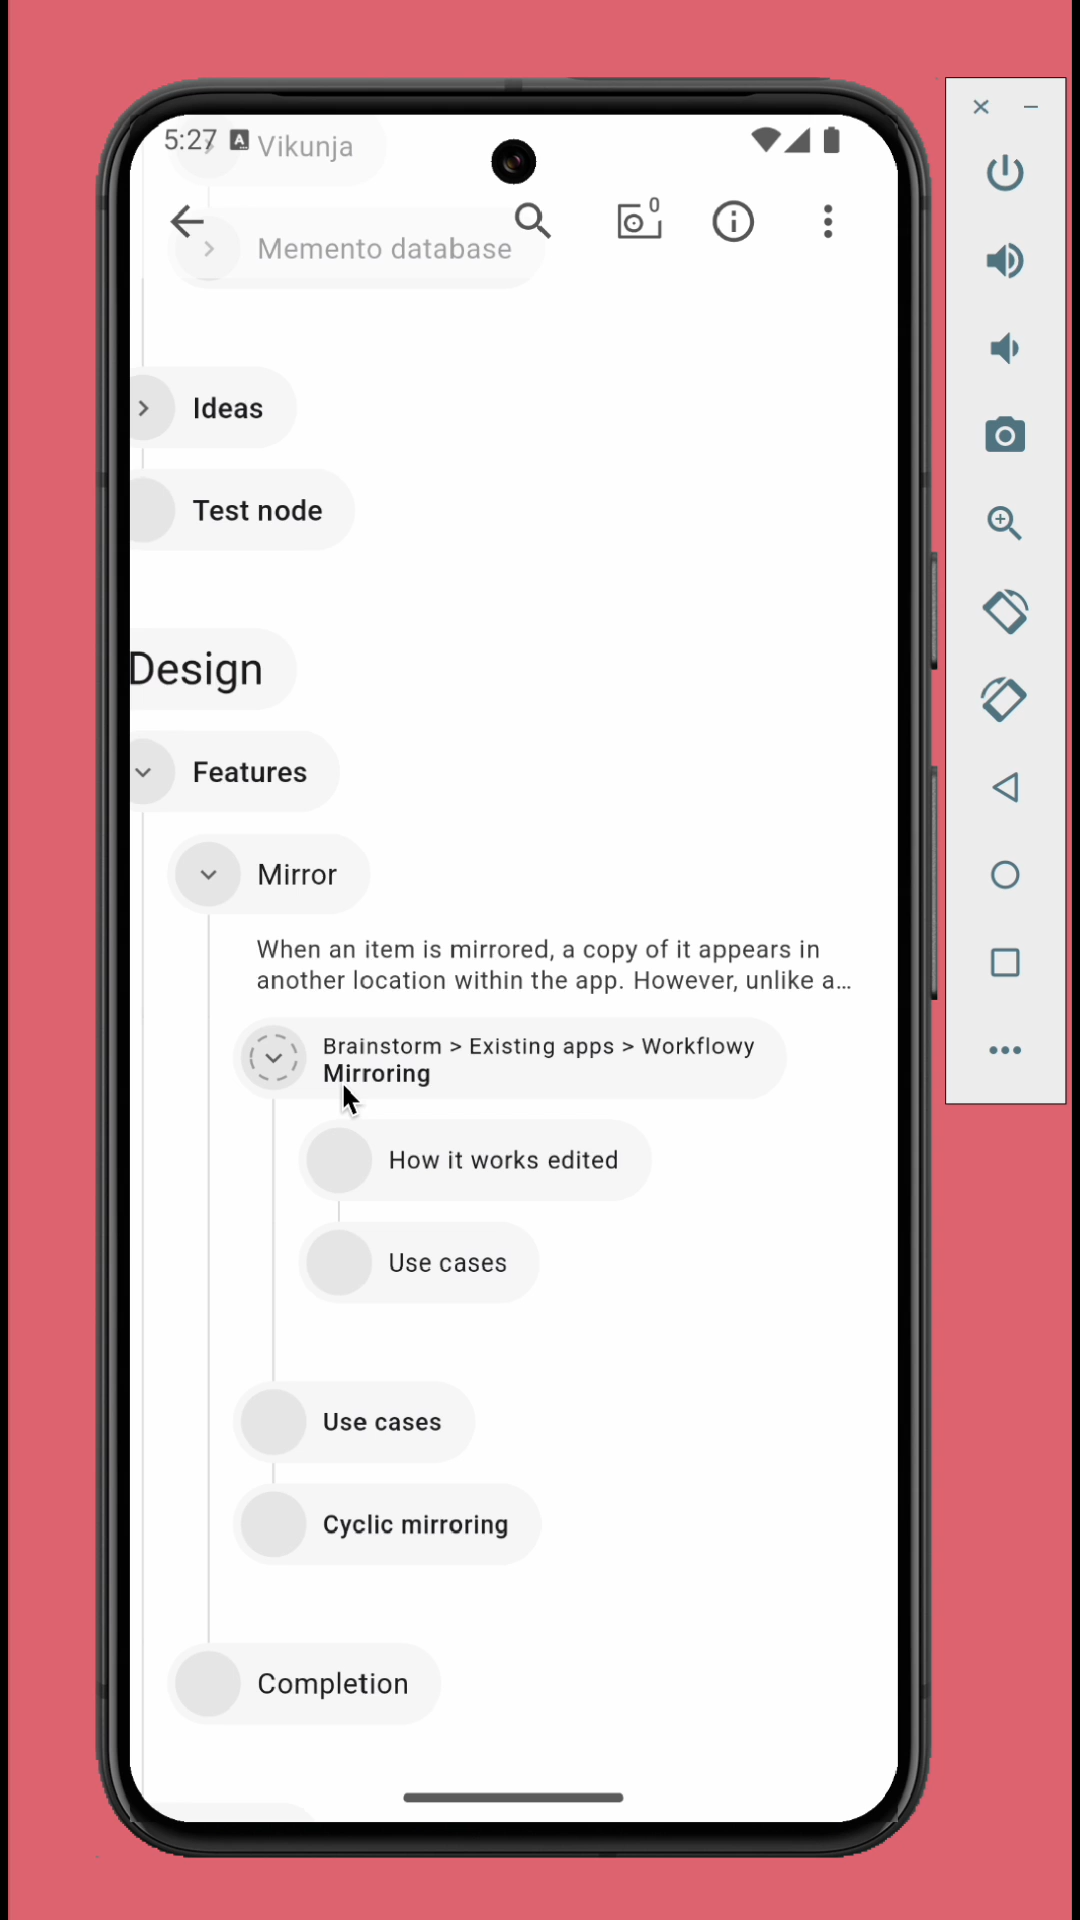 5:27 A Vikunja
0
Memento database
Ideas
Test node
Design
Features
Mirror
When an item is mirrored, a copy of it appears in
another location within the app. However, unlike a...
Brainstorm > Existing apps > Workflowy
Mirroring
How it works edited
Use cases
Use cases
Cyclic mirroring
Completion